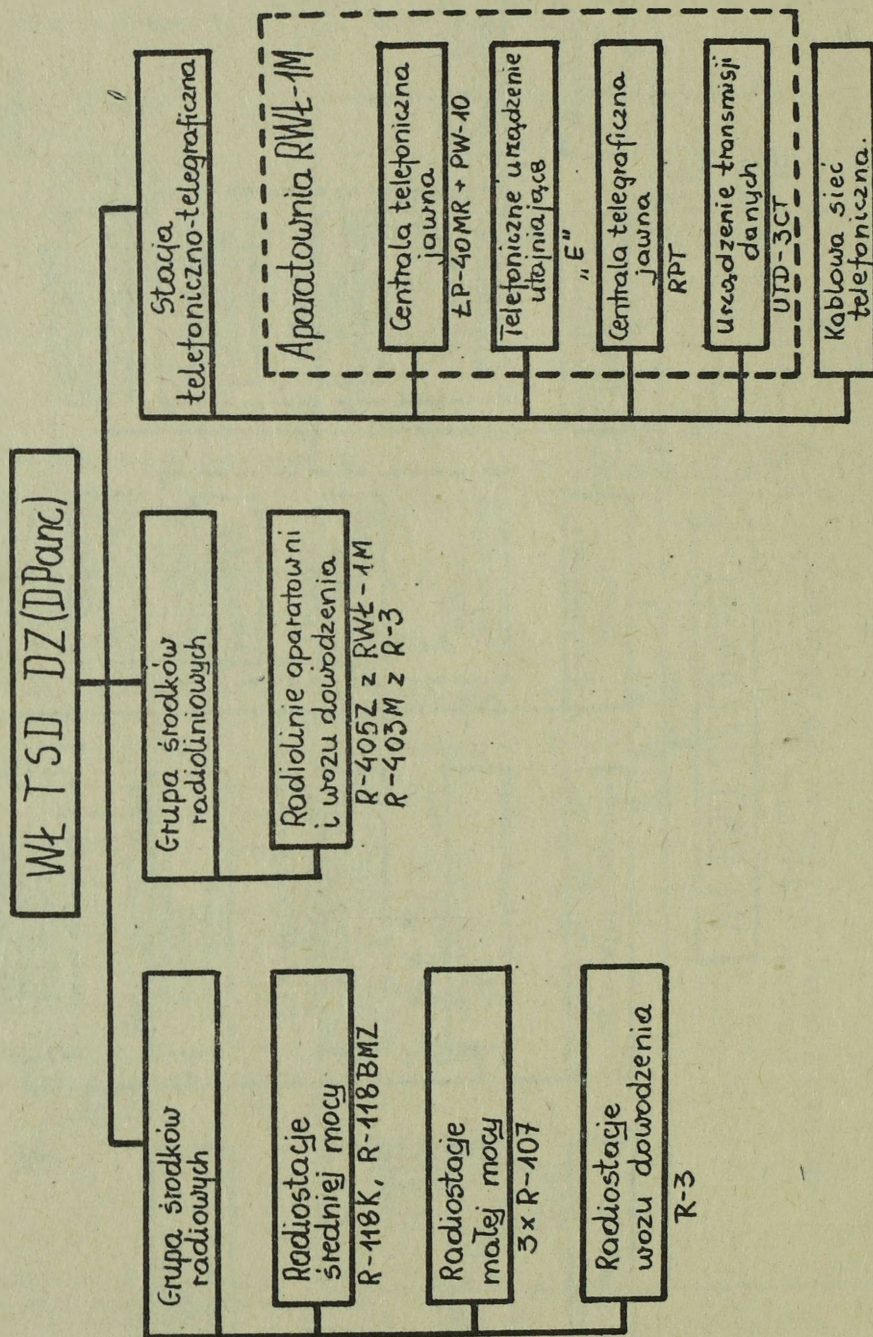 WŁ TSD DZ(DPanc)
Grupa środków
radiowych
Radiostacje
średniej mocy
R-118K, R-118BMZ
Radiostacje
małej mocy
3x R-107
Radiostacje
wozu dowodzenia
R-3
Grupa środków
radioliniowych
Radiolinie aparatowni
i wozu dowodzenia
R-405Z z RWŁ-1M
R-403M z R-3
Stacja
telefoniczno-telegraficzna
Aparatownia RWŁ-1M
Centrala telefoniczna
jawna
ŁP-40MR + PW-10
Telefoniczne urządzenie
utajniające
"E"
Centrala telegraficzna
jawna
RPT
Urządzenie transmisji
danych
UTD-3CT
Kablowa sieć
telefoniczna.